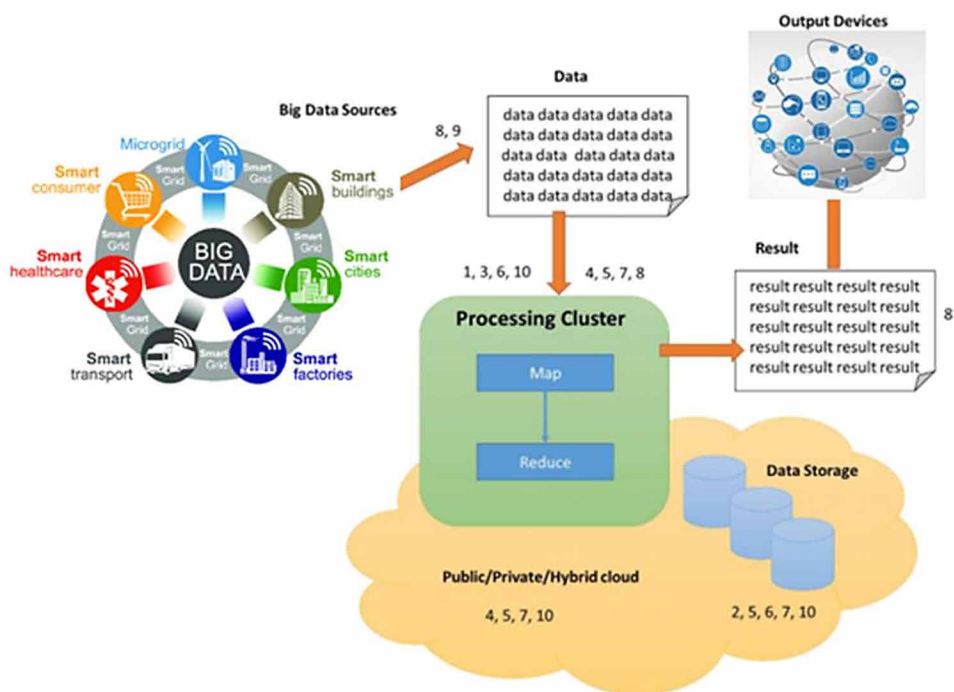 Output Devices
Data
Big Data Sources
8, 9
data data data data data
data data data data data
data data data data data
data data data data data
data data data data data
Microgrid
Smart
consumer
Smart
buildings
Smart
healthcare
BIG
DATA
Smart
cities
Smart
transport
Smart
factories
Smart
Grid
Smart
Grid
Smart
Grid
Smart
Grid
Smart
Grid
Smart
Grid
Smart
Grid
Result
1, 3, 6, 10
4, 5, 7, 8
result result result result
result result result result
result result result result
result result result result
result result result result
8
Processing Cluster
Map
Reduce
Data Storage
Public/Private/Hybrid cloud
4, 5, 7, 10
2, 5, 6, 7, 10